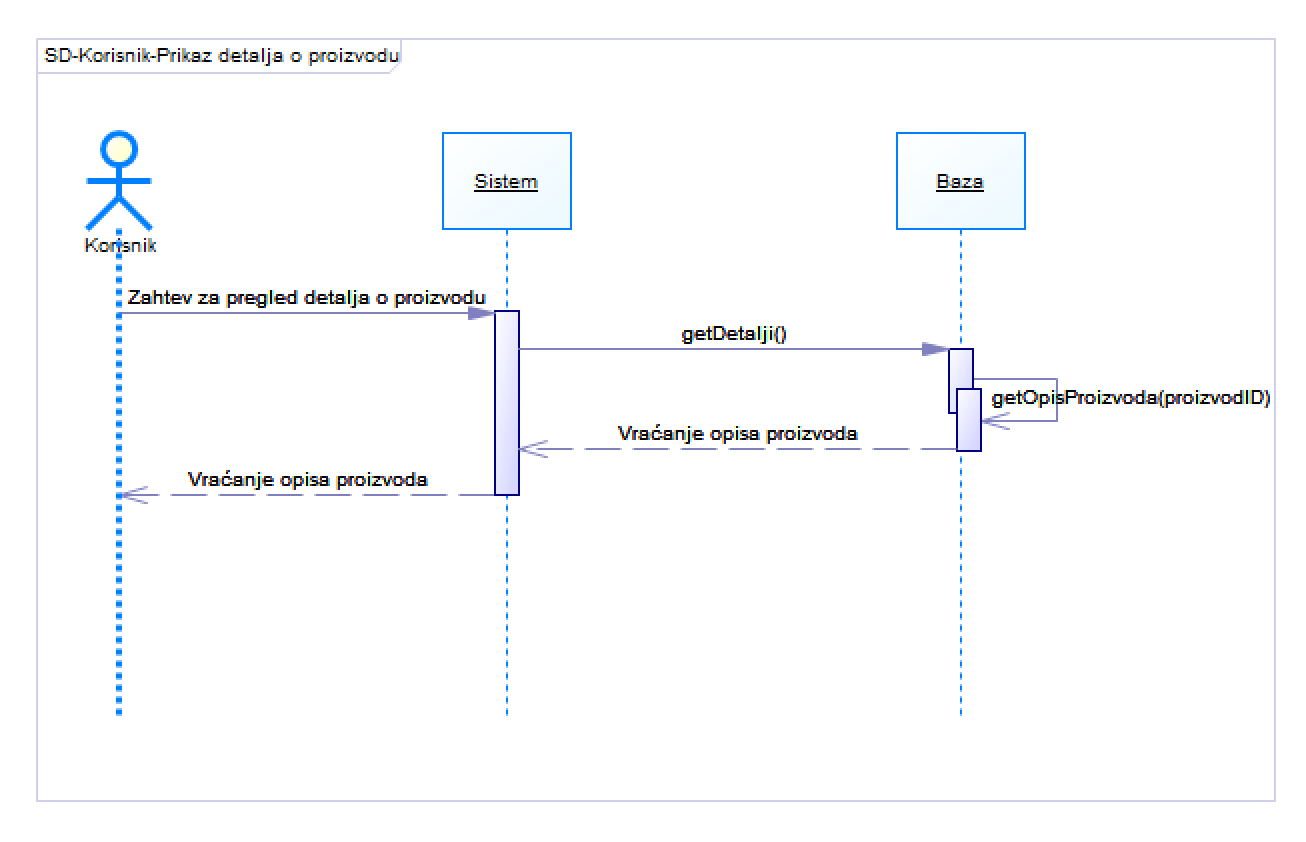 SD-Korisnik-Prikaz detalja o proizvodu
Sistem
Baza
Korisnik
Zahtev za pregled detalja o proizvodu
getDetalji()
getOpisProizvoda(proizvodID)
Vraćanje opisa proizvoda
Vraćanje opisa proizvoda